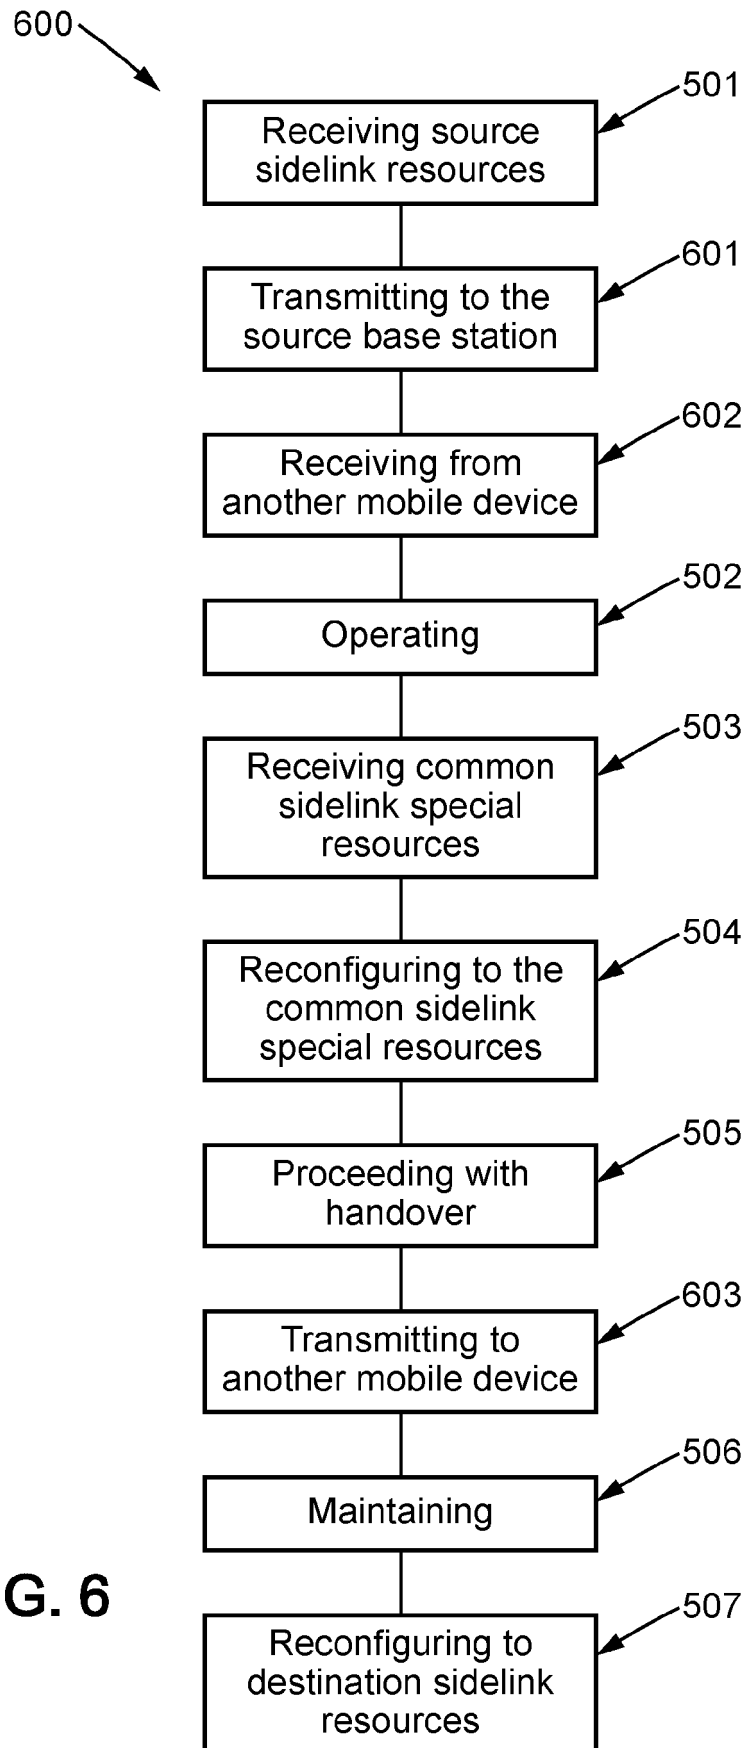 600
501
Receiving source
sidelink resources
601
Transmitting to the
source base station
602
Receiving from
another mobile device
502
Operating
503
Receiving common
sidelink special
resources
504
Reconfiguring to the
common sidelink
special resources
505
Proceeding with
handover
603
Transmitting to
another mobile device
506
Maintaining
G. 6
507
Reconfiguring to
destination sidelink
resources